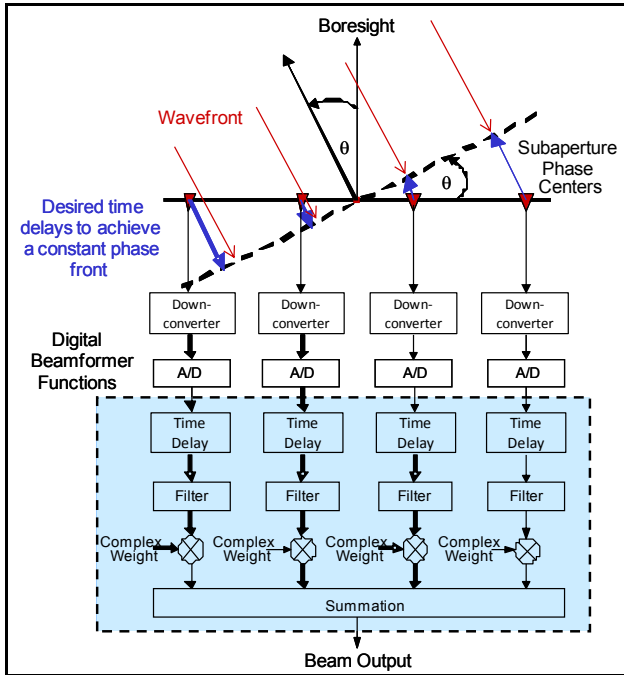 Boresight
Wavefront
θ
θ
Subaperture
Phase
Centers
Desired time
delays to achieve
a constant phase
front
Down-
converter
Down-
converter
Down-
converter
Down-
converter
Digital
Beamformer
Functions
A/D
A/D
A/D
A/D
Time
Delay
Time
Delay
Time
Delay
Time
Delay
Filter
Filter
Filter
Filter
Complex
Weight
Complex
Weight
Complex
Weight
Complex
Weight
Summation
Beam Output